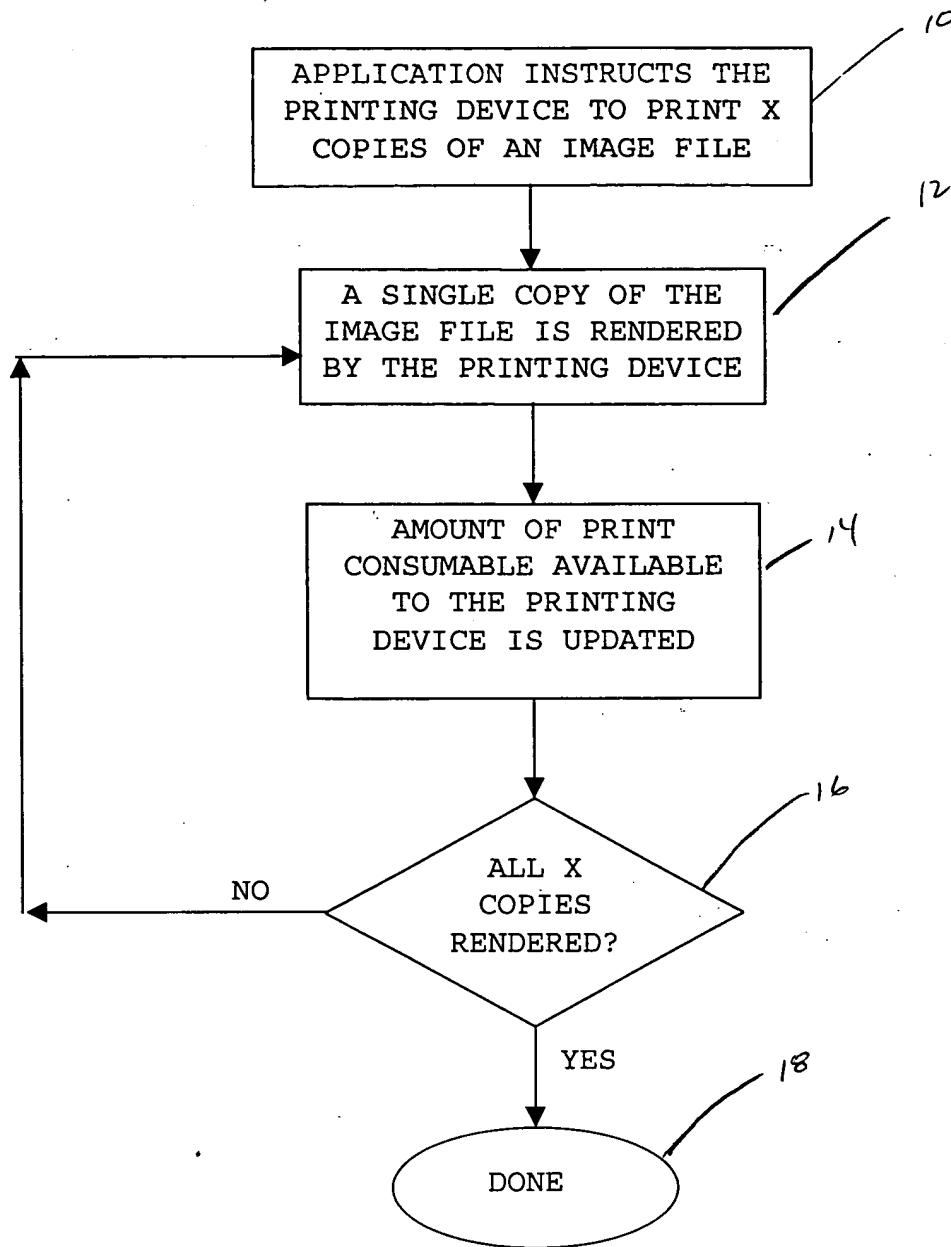 10
APPLICATION INSTRUCTS THE
PRINTING DEVICE TO PRINT X
COPIES OF AN IMAGE FILE
12
A SINGLE COPY OF THE
IMAGE FILE IS RENDERED
BY THE PRINTING DEVICE
14
AMOUNT OF PRINT
CONSUMABLE AVAILABLE
TO THE PRINTING
DEVICE IS UPDATED
16
ALL X
COPIES
RENDERED?
NO
YES
18
DONE